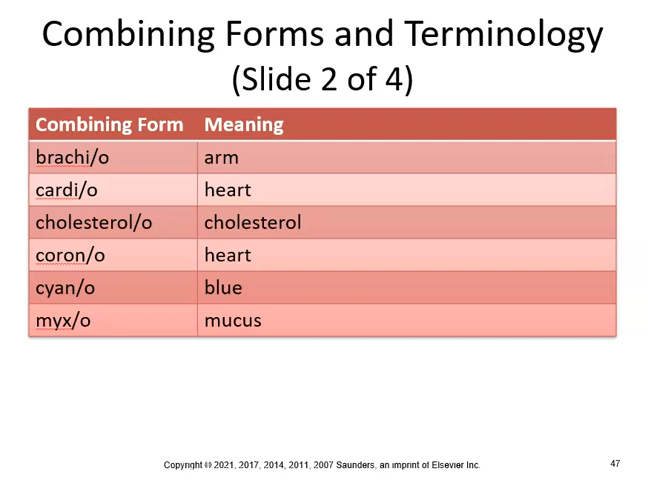 Combining Forms and Terminology
(Slide 2 of 4)
Combining Form Meaning
brachi/o arm
cardi/o heart
cholesterol/o cholesterol
coron/o heart
cyan/o blue
myx/o mucus
Copyright © 2021, 2017, 2014, 2011, 2007 Saunders, an imprint of Elsevier Inc.
47